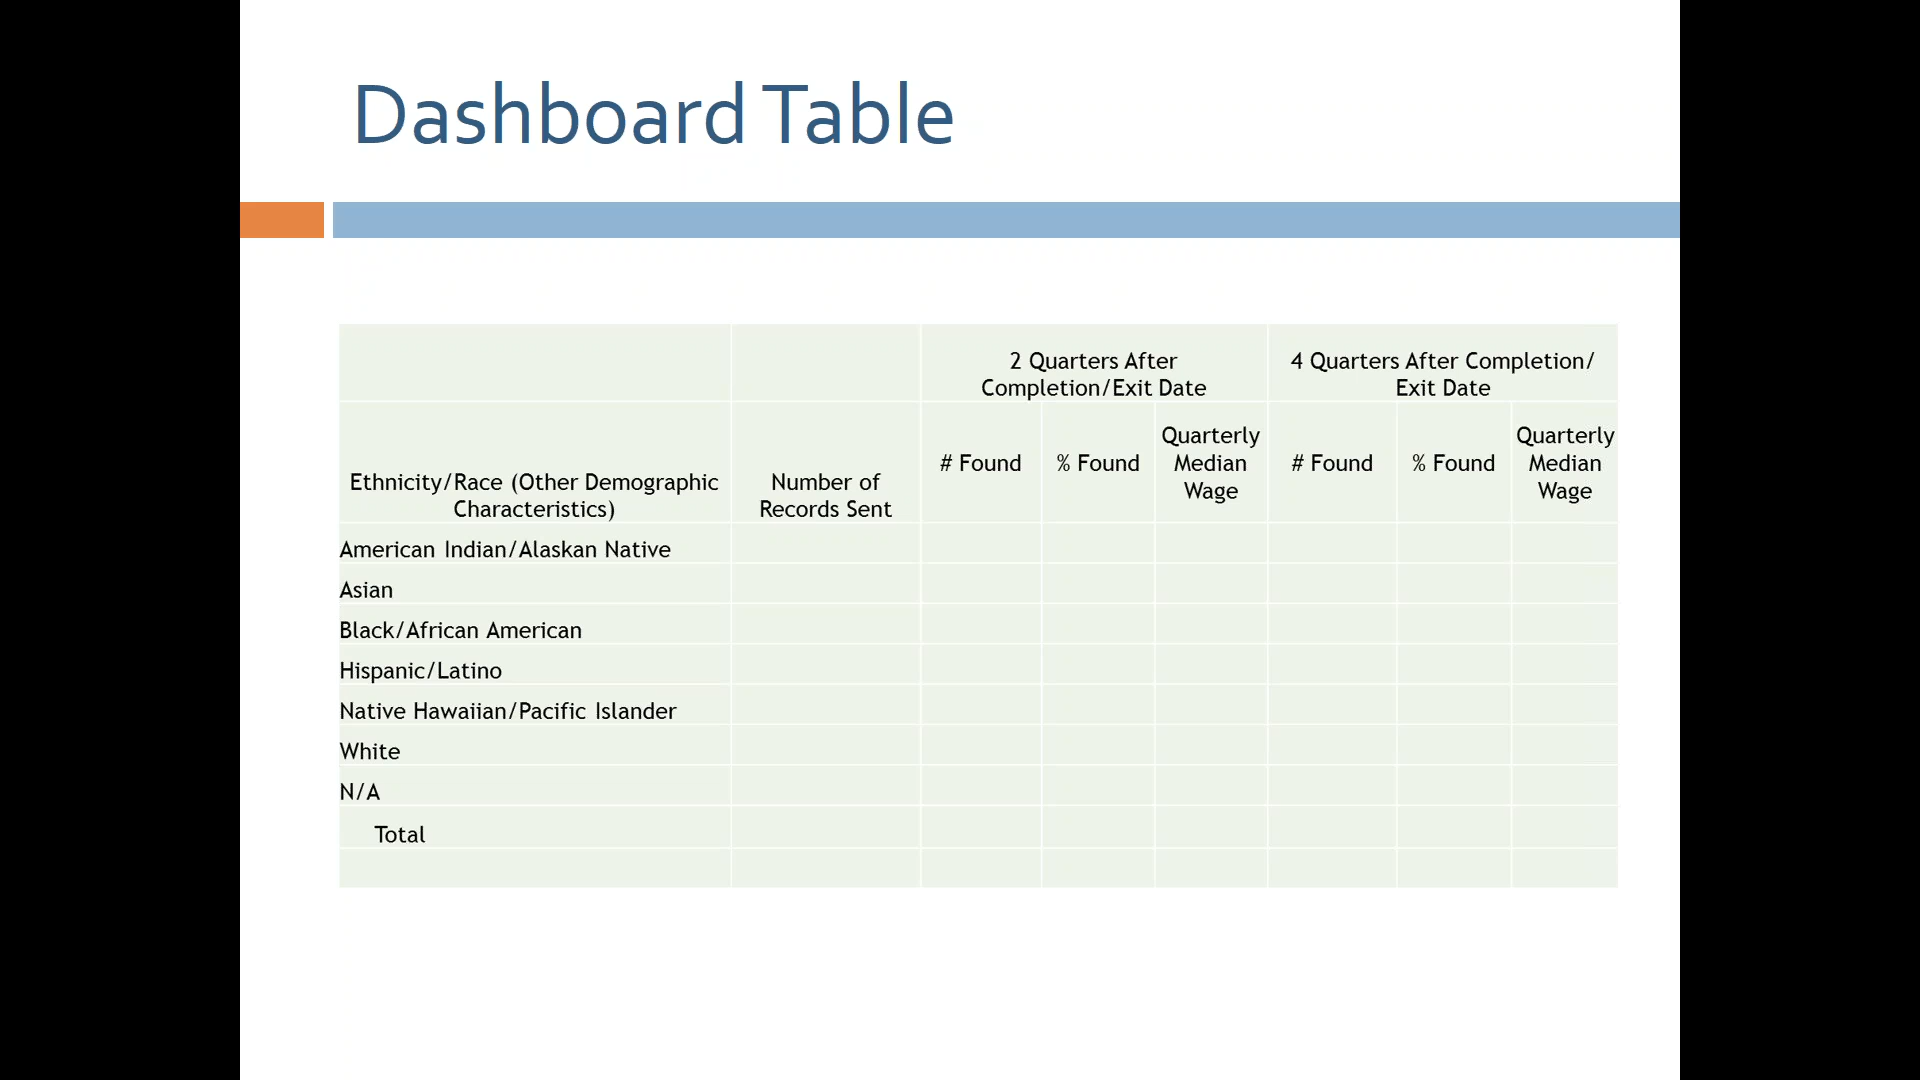 Dashboard Table
2 Quarters After
Completion/Exit Date
4 Quarters After Completion/
Exit Date
Ethnicity/Race (Other Demographic
Characteristics)
Number of
Records Sent
# Found
% Found
Quarterly
Median
Wage
# Found
% Found
Quarterly
Median
Wage
American Indian/Alaskan Native
Asian
Black/African American
Hispanic/Latino
Native Hawaiian/Pacific Islander
White
N/A
Total